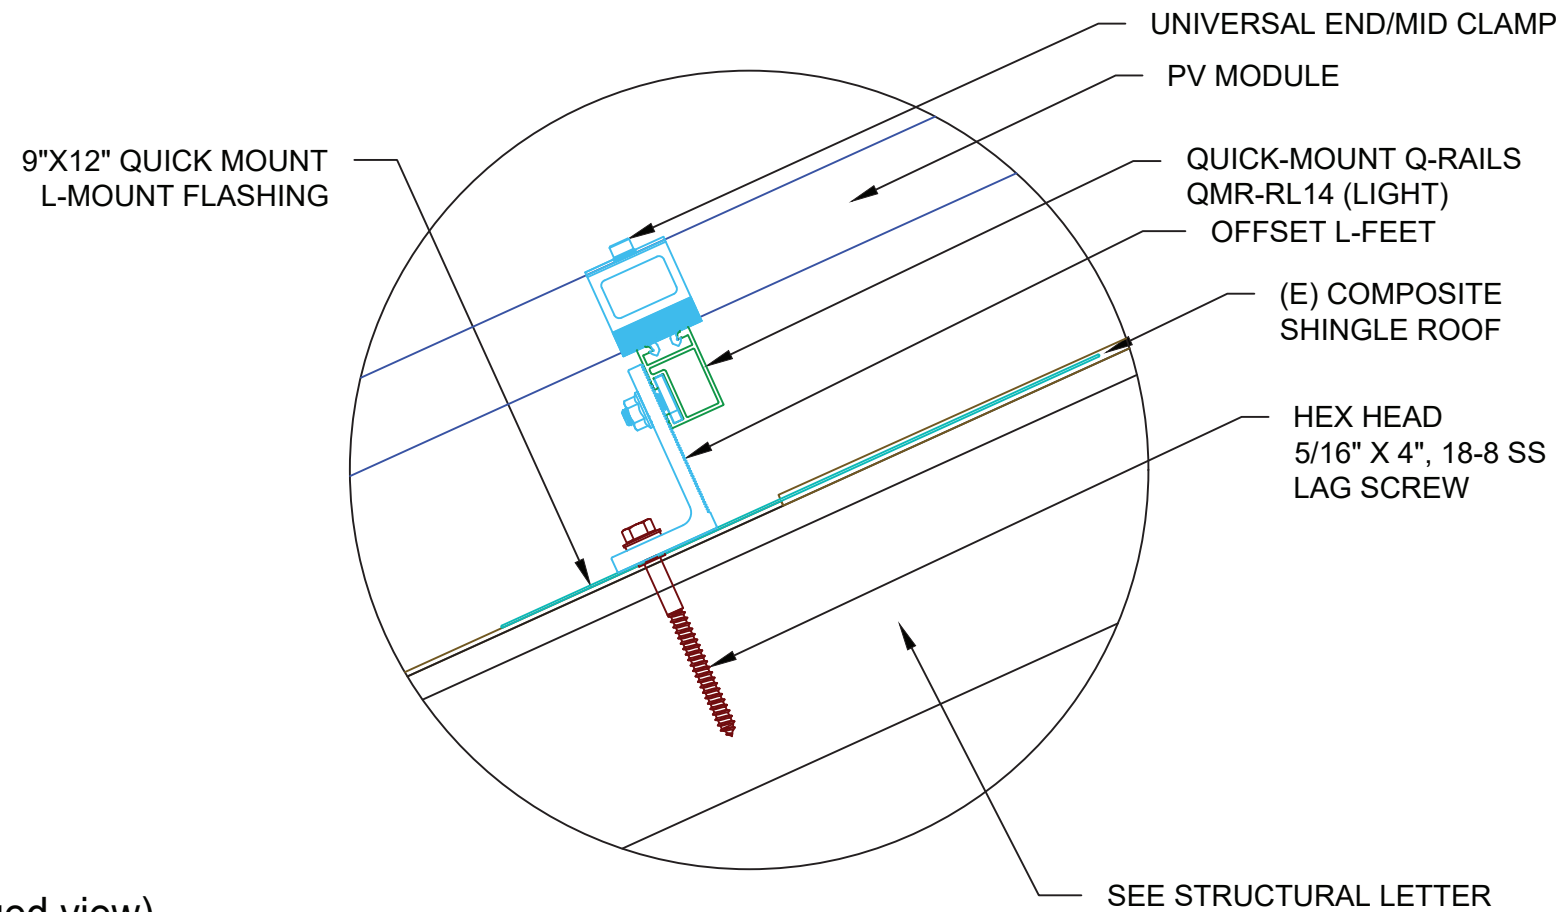 UNIVERSAL END/MID CLAMP
PV MODULE
9"X12" QUICK MOUNT
L-MOUNT FLASHING
QUICK-MOUNT Q-RAILS
QMR-RL14 (LIGHT)
OFFSET L-FEET
(E) COMPOSITE
SHINGLE ROOF
HEX HEAD
5/16" X 4", 18-8 SS
LAG SCREW
SEE STRUCTURAL LETTER
view)